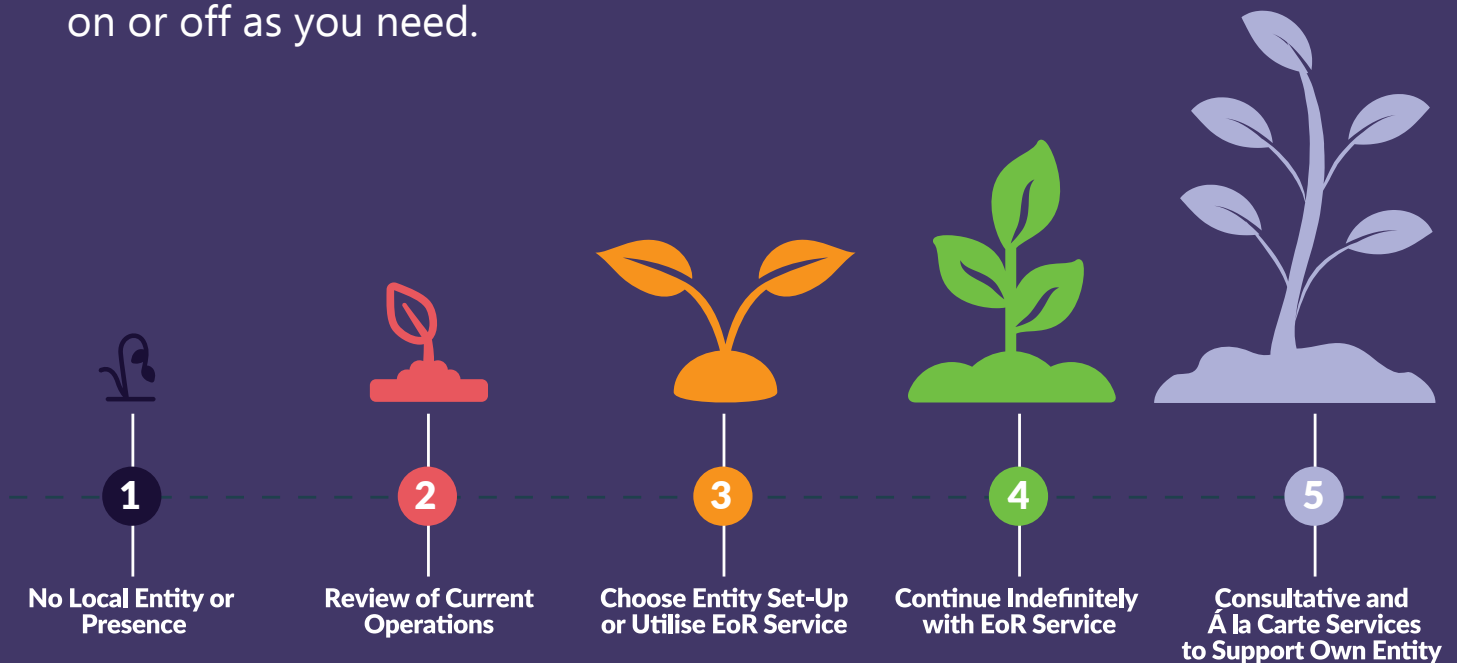 on or off as you need.
1
2
3
4
5
No Local Entity or
Presence
Review of Current
Operations
Choose Entity Set-Up
or Utilise EoR Service
Continue Indefinitely
with EoR Service
Consultative and
Á la Carte Services
to Support Own Entity